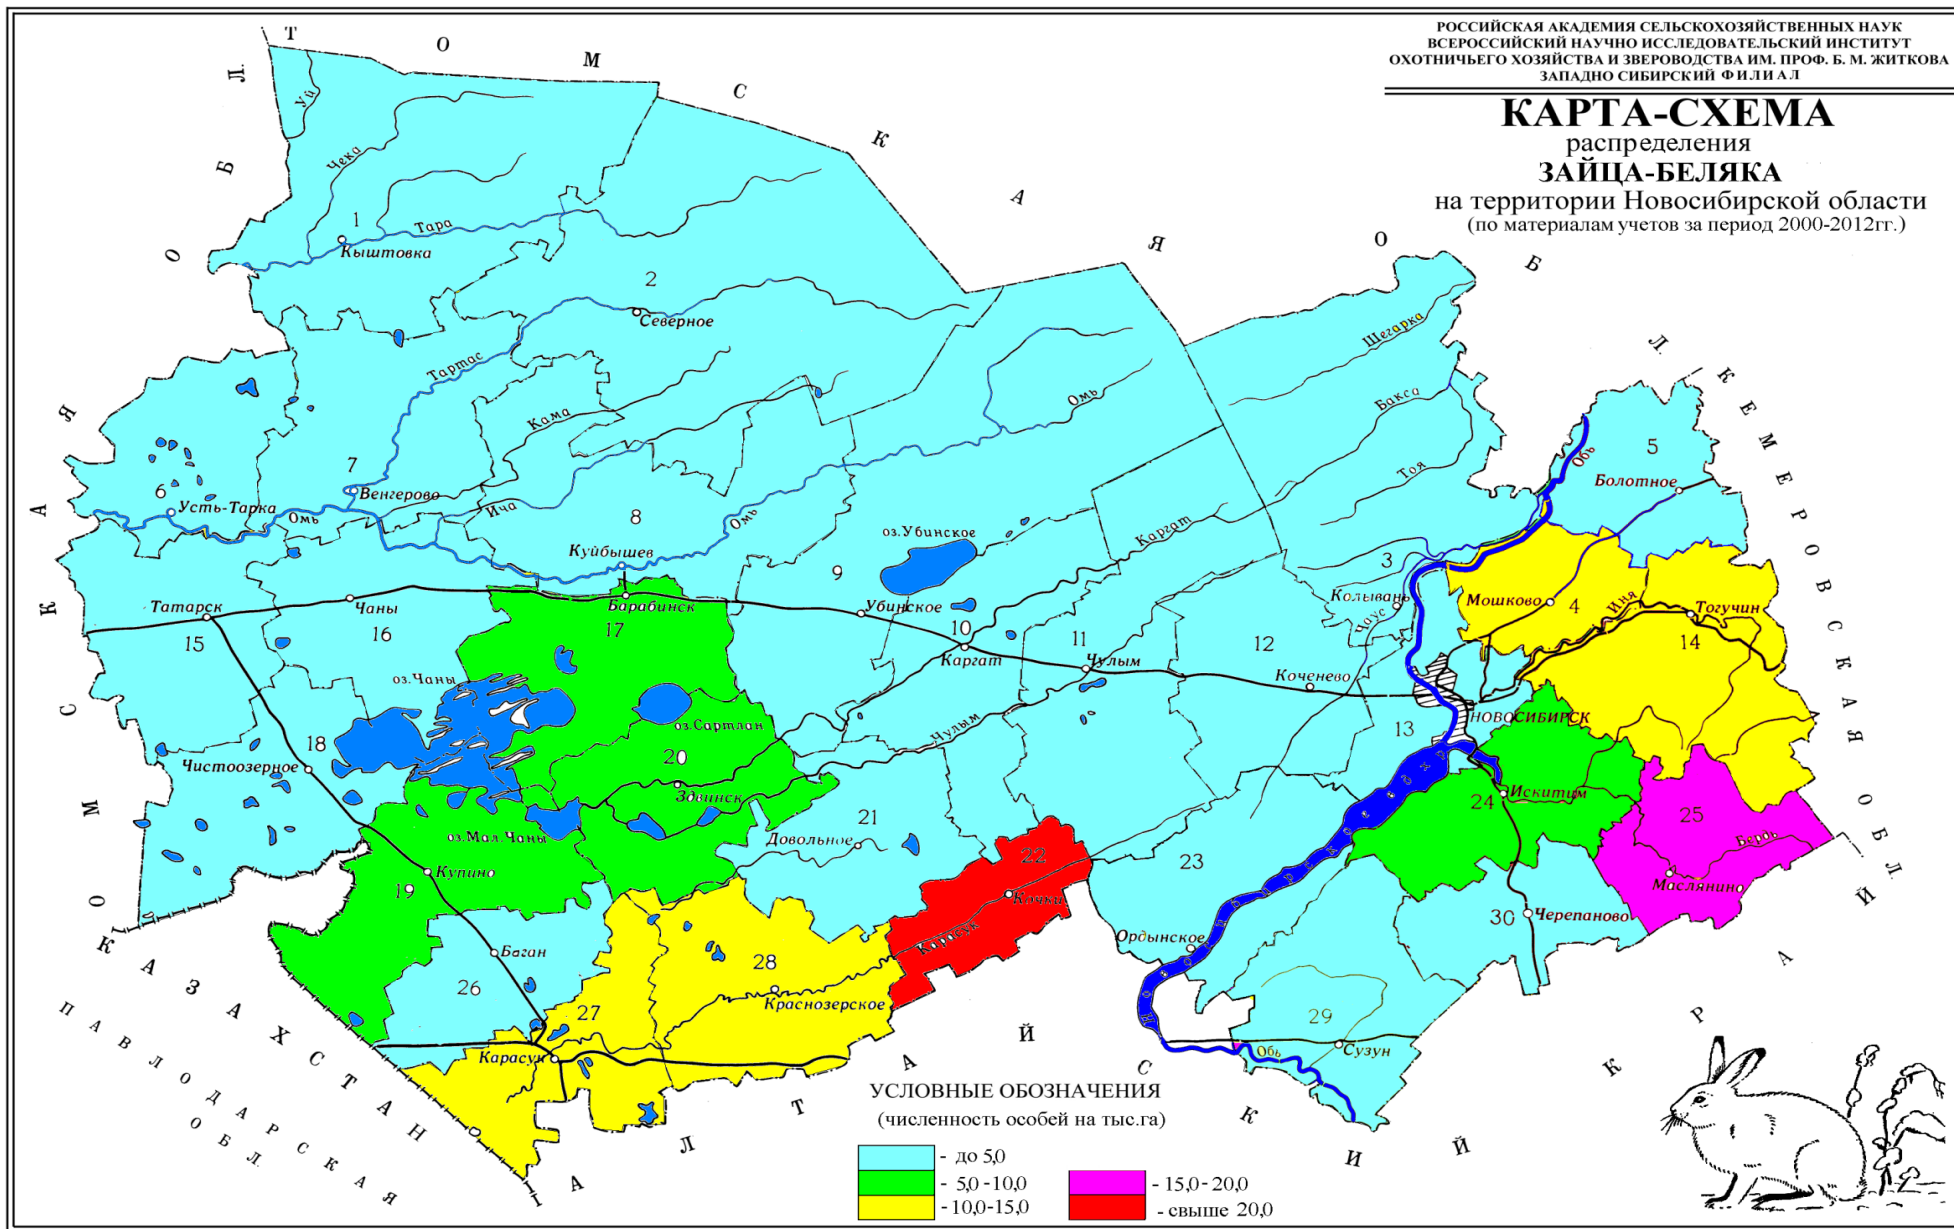 РОССИЙСКАЯ АКАДЕМИЯ СЕЛЬСКОХОЗЯЙСТВЕННЫХ НАУК
ВСЕРОССИЙСКИЙ НАУЧНО ИССЛЕДОВАТЕЛЬСКИЙ ИНСТИТУТ
ОХОТНИЧЬЕГО ХОЗЯЙСТВА И ЗВЕРОВОДСТВА ИМ. ПРОФ. Б. М. ЖИТКОВА
ЗАПАДНО СИБИРСКИЙ ФИЛИАЛ
КАРТА-СХЕМА
распределения
ЗАЙЦА-БЕЛЯКА
на территории Новосибирской области
(по материалам учетов за период 2000-2012гг.)
ТОМСКАЯ ОБЛ.
КЕМЕРОВСКАЯ ОБЛ.
ОМСКАЯ ОБЛ.
КАЗАХСТАН
ПАВЛОДАРСКАЯ
ОБЛ.
АЛТАЙСКИЙ КРАЙ
Уй
Чека
1
Тара
Кыштовка
2
Северное
Тартас
Кама
Омь
Шегарка
Бакса
Тоя
Обь
5
Болотное
7
Венгерово
6
Усть-Тарка
Омь
Ича
8
Омь
Куйбышев
оз.Убинское
Каргат
3
Колывань
Чаус
Мошково
4
Иня
Тогучин
14
Татарск
15
Чаны
16
Барабинск
17
9
Убинское
10
Каргат
11
Чулым
12
Коченево
13
НОВОСИБИРСК
оз.Чаны
оз.Сартлан
Чулым
18
Чистоозерное
20
Здвинск
оз.Мал.Чаны
21
Довольное
22
Кочки
Карасук
23
24
Искитим
25
Бердь
Маслянино
Купино
19
Баган
26
27
28
Краснозерское
Карасук
Ордынское
30
Черепаново
29
Сузун
Обь
УСЛОВНЫЕ ОБОЗНАЧЕНИЯ
(численность особей на тыс.га)
- до 5,0
- 5,0 -10,0
- 10,0-15,0
- 15,0-20,0
- свыше 20,0